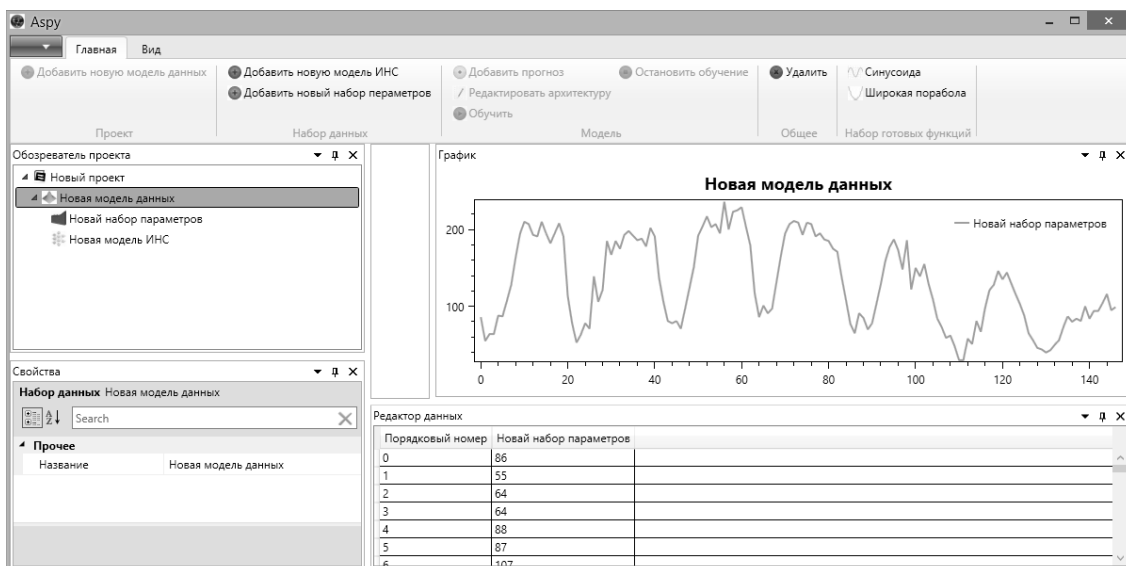 Aspy
Главная Вид
Добавить новую модель данных
Проект
Добавить новую модель ИНС
Добавить новый набор пераметров
Набор данных
Добавить прогноз
Остановить обучение
Редактировать архитектуру
Обучить
Модель
Удалить
Общее
Синусоида
Широкая порабола
Набор готовых функций
Обозреватель проекта
Новый проект
Новая модель данных
Новай набор параметров
Новая модель ИНС
Свойства
Набор данных Новая модель данных
Search
Прочее
Название Новая модель данных
График
Новая модель данных
Новай набор параметров
200
100
0 20 40 60 80 100 120 140
Редактор данных
Порядковый номер Новай набор параметров
0 86
1 55
2 64
3 64
4 88
5 87
6 107